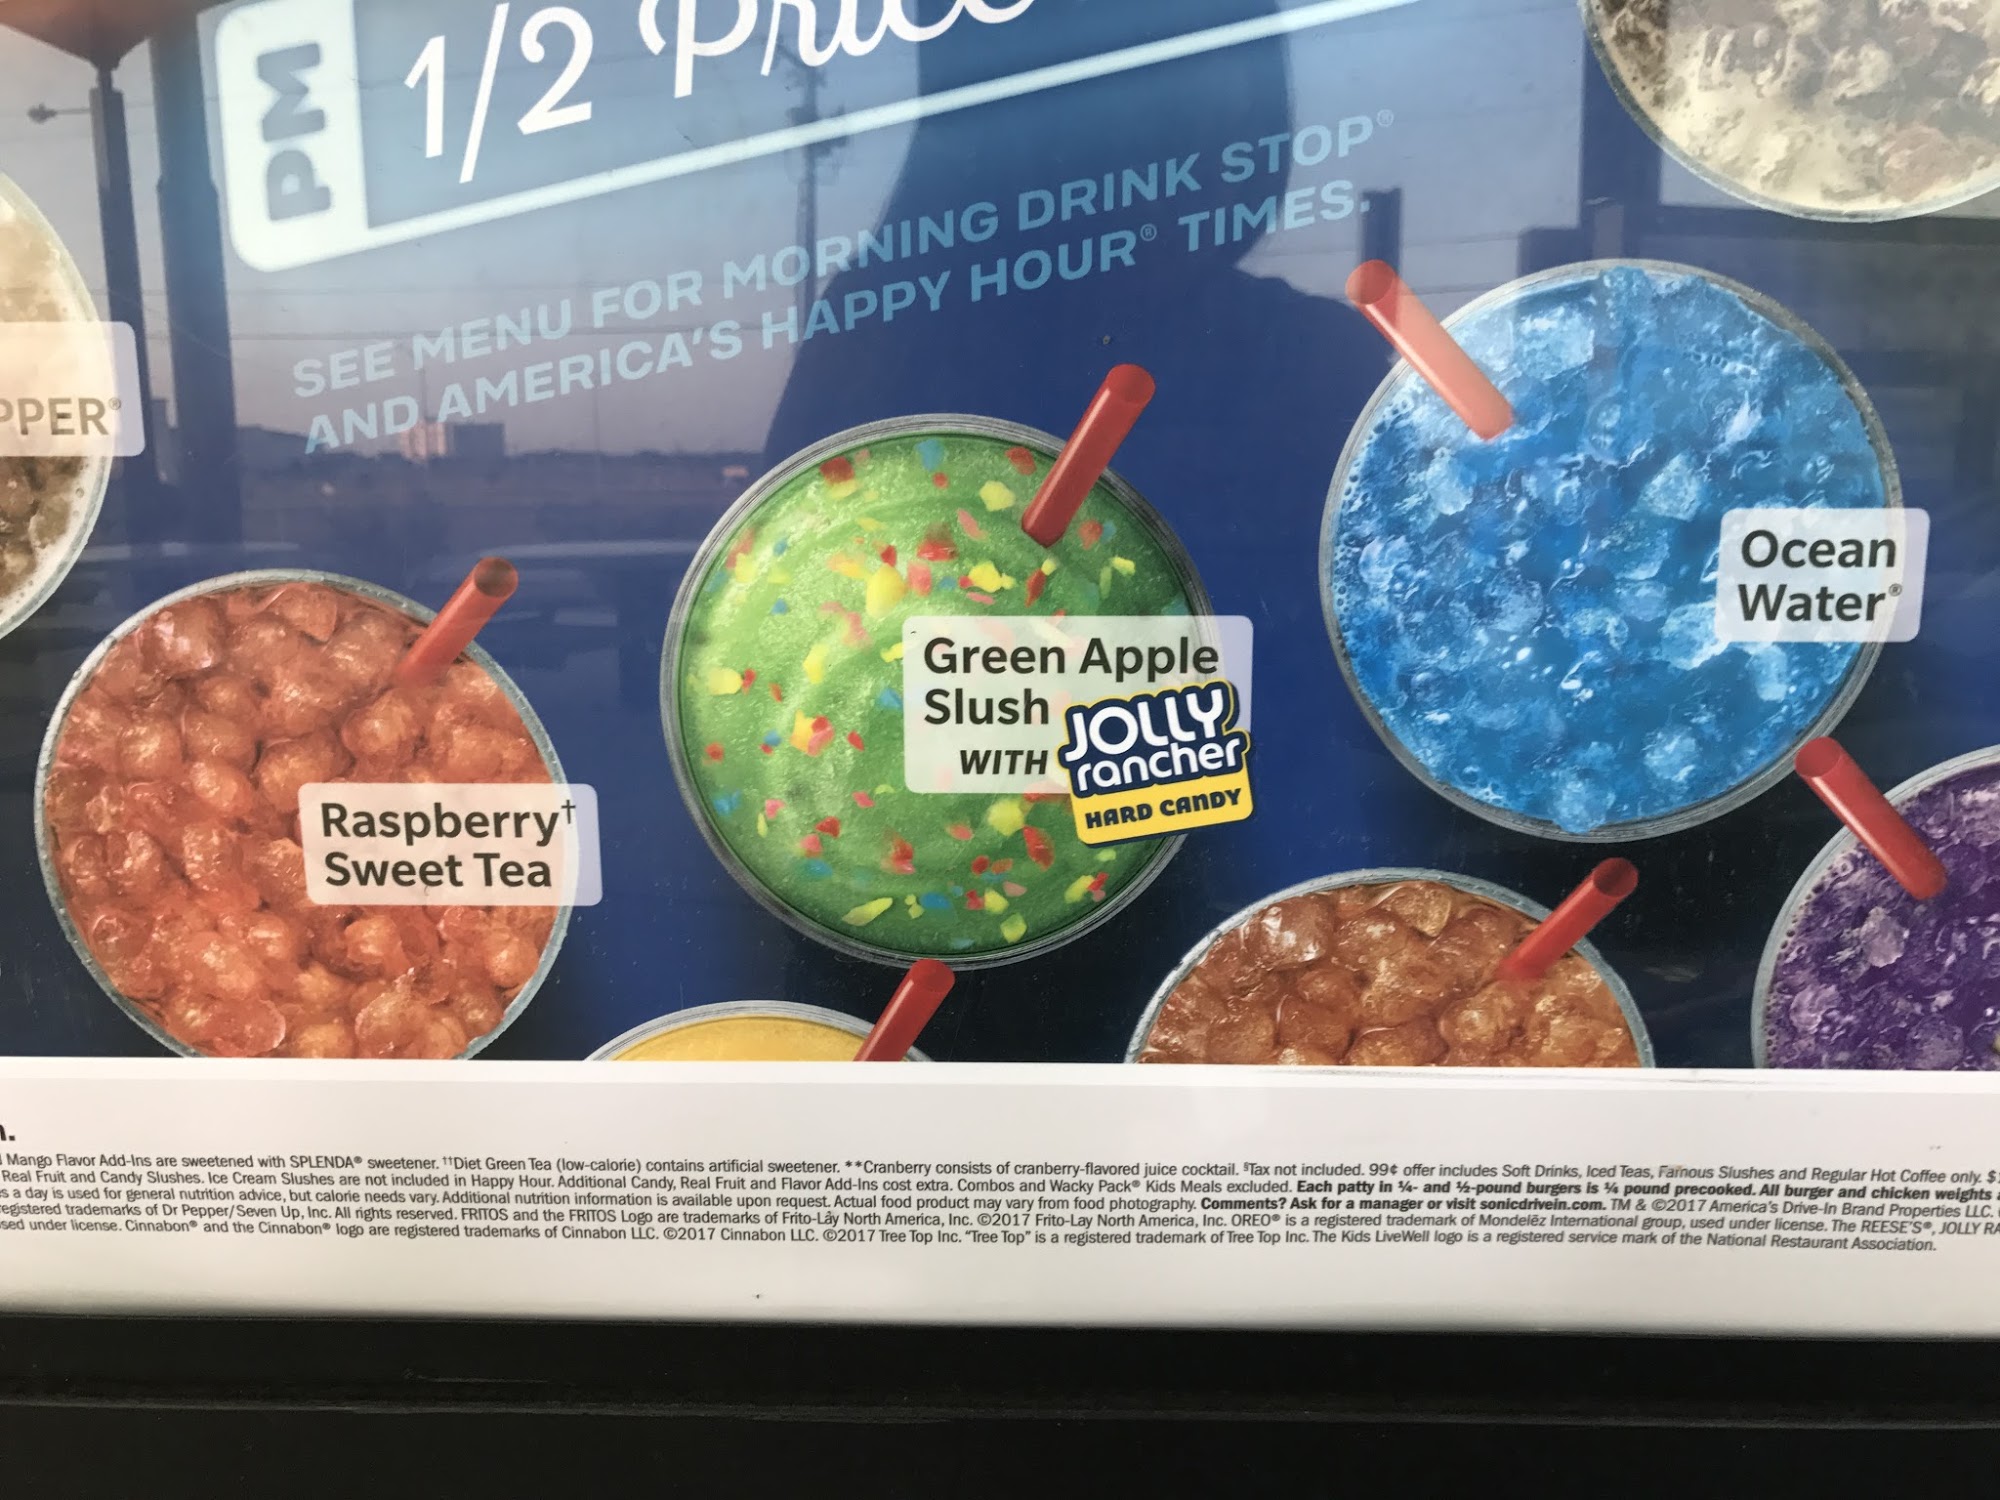 PM
1/2 Price
SEE MENU FOR MORNING DRINK STOP®
AND AMERICA'S HAPPY HOUR® TIMES.
PPER®
Ocean
Water®
Green Apple
Slush
WITH JOLLY
rancher
HARD CANDY
Raspberry†
Sweet Tea
Mango Flavor Add-Ins are sweetened with SPLENDA® sweetener. ††Diet Green Tea (low-calorie) contains artificial sweetener. **Cranberry consists of cranberry-flavored juice cocktail. §Tax not included. 99¢ offer includes Soft Drinks, Iced Teas, Famous Slushes and Regular Hot Coffee only.
Real Fruit and Candy Slushes. Ice Cream Slushes are not included in Happy Hour. Additional Candy, Real Fruit and Flavor Add-Ins cost extra. Combos and Wacky Pack® Kids Meals excluded. Each patty in ¼- and ½-pound burgers is ¼ pound precooked. All burger and chicken weights
s a day is used for general nutrition advice, but calorie needs vary. Additional nutrition information is available upon request. Actual food product may vary from food photography. Comments? Ask for a manager or visit sonicdrivein.com. TM & ©2017 America's Drive-In Brand Properties LLC.
egistered trademarks of Dr Pepper/Seven Up, Inc. All rights reserved. FRITOS and the FRITOS Logo are trademarks of Frito-Lay North America, Inc. ©2017 Frito-Lay North America, Inc. OREO® is a registered trademark of Mondelēz International group, used under license. The REESE'S®, JOLLY RA
sed under license. Cinnabon® and the Cinnabon® logo are registered trademarks of Cinnabon LLC. ©2017 Cinnabon LLC. ©2017 Tree Top Inc. "Tree Top" is a registered trademark of Tree Top Inc. The Kids LiveWell logo is a registered service mark of the National Restaurant Association.